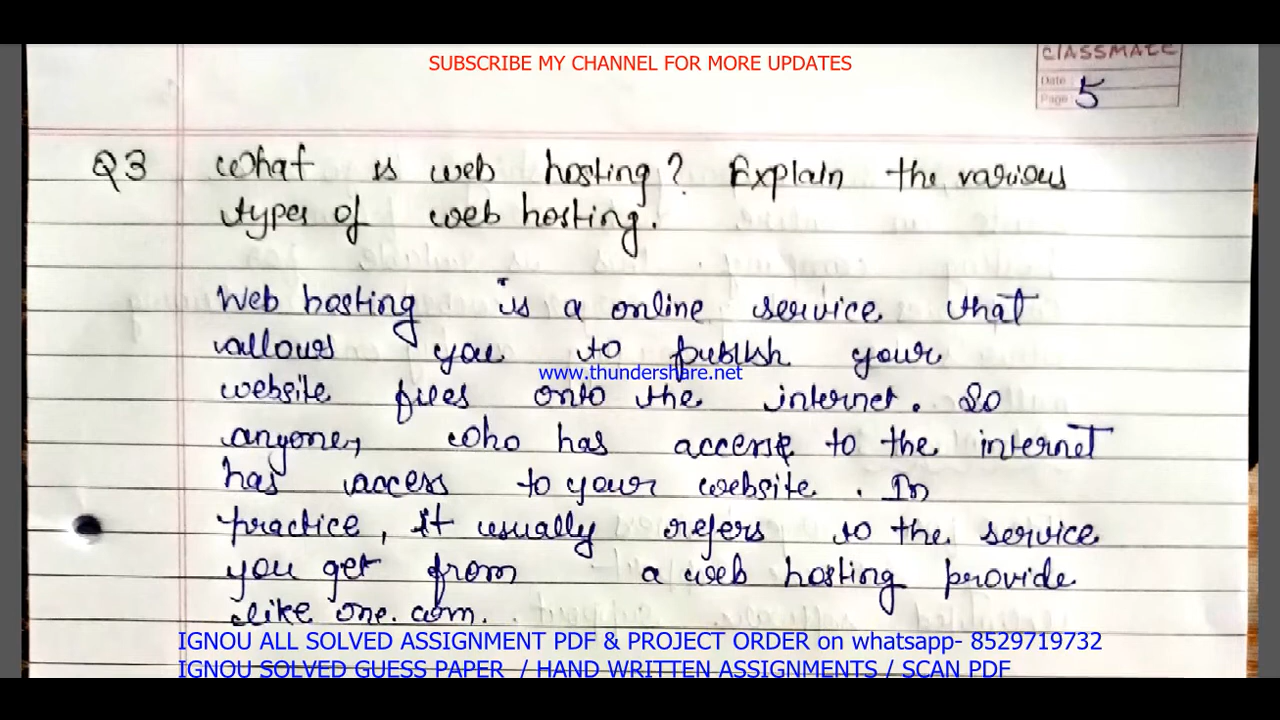 SUBSCRIBE MY CHANNEL FOR MORE UPDATES
CLASSMATE
Date
Page 5
Q3 What is web hosting? Explain the various
types of web hosting.
Web hosting is a online service that
allows you to publish your
www.thundershare.net
website files onto the internet. So
anyone, who has access to the internet
has access to your website. In
practice, it usually refers to the service
you get from a web hosting provide
like one.com.
IGNOU ALL SOLVED ASSIGNMENT PDF & PROJECT ORDER on whatsapp- 8529719732
IGNOU SOLVED GUESS PAPER / HAND WRITTEN ASSIGNMENTS / SCAN PDF